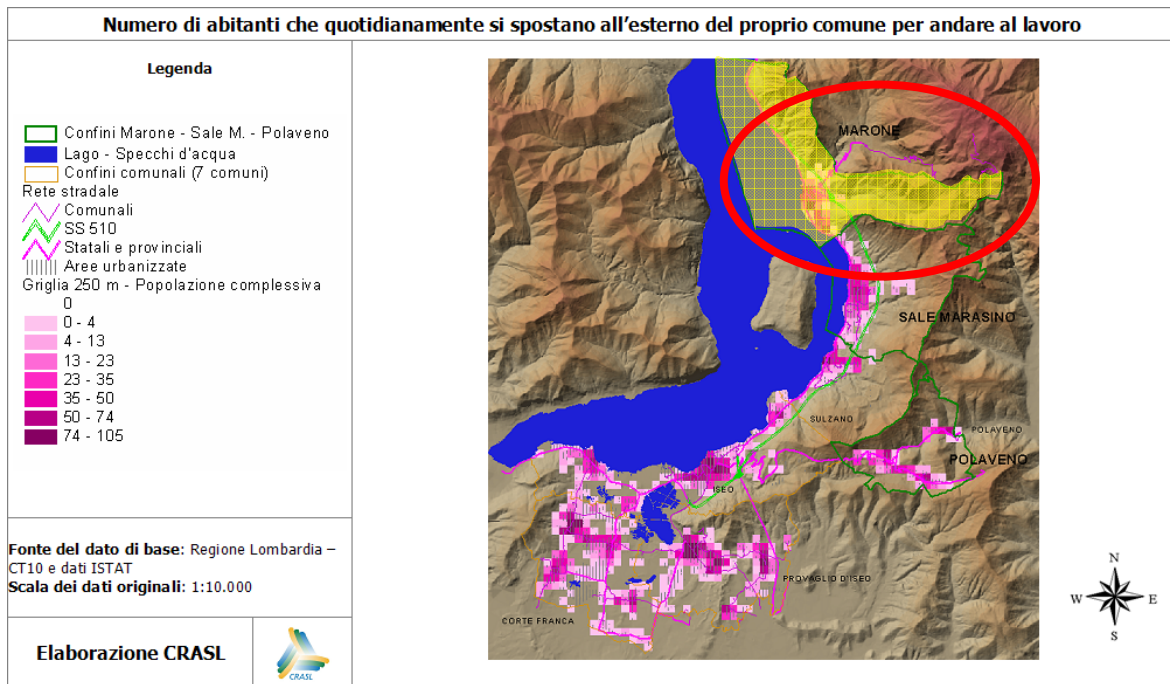 Numero di abitanti che quotidianamente si spostano all'esterno del proprio comune per andare al lavoro
Legenda
Confini Marone - Sale M. - Polaveno
Lago - Specchi d'acqua
Confini comunali (7 comuni)
Rete stradale
Comunali
SS 510
Statali e provinciali
Aree urbanizzate
Griglia 250 m - Popolazione complessiva
0
0 - 4
4 - 13
13 - 23
23 - 35
35 - 50
50 - 74
74 - 105
Fonte del dato di base: Regione Lombardia –
CT10 e dati ISTAT
Scala dei dati originali: 1:10.000
Elaborazione CRASL
CRASL
MARONE
SALE MARASINO
SULZANO
POLAVENO
POLAVENO
ISEO
PROVAGLIO D'ISEO
CORTE FRANCA
N
W
E
S